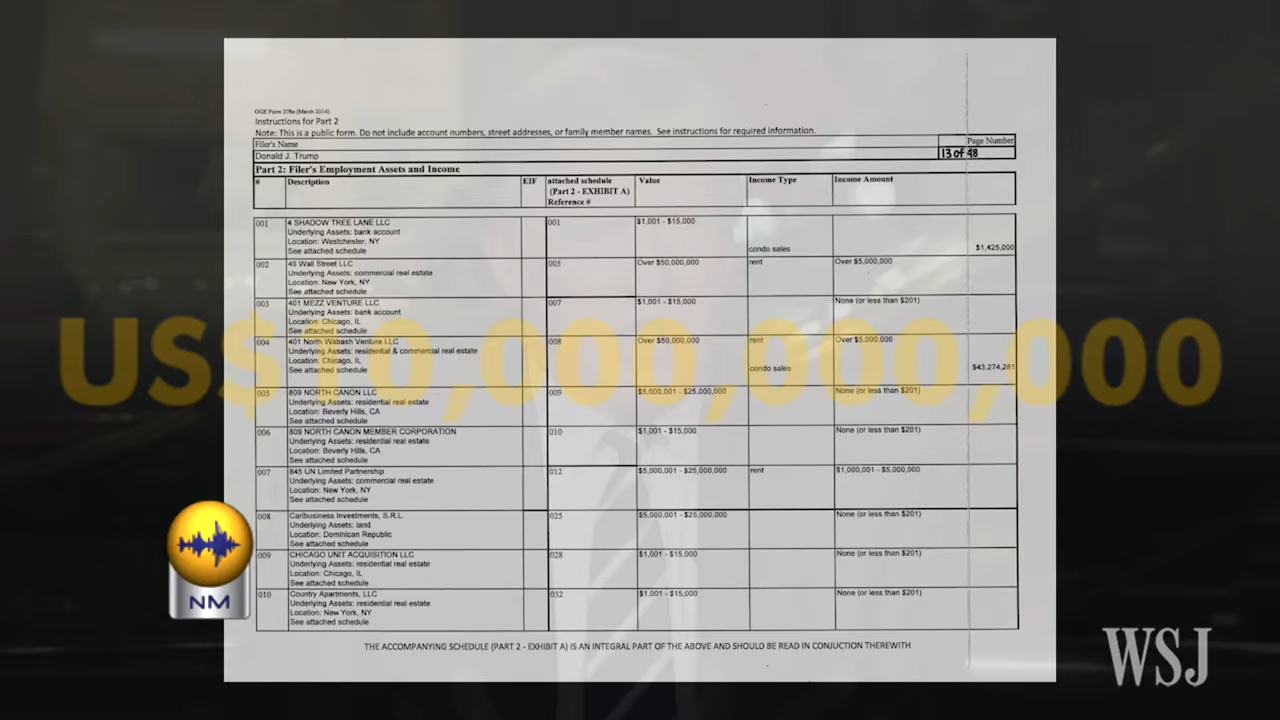 OGE Form 278e (March 2014)
Instructions for Part 2
Note: This is a public form. Do not include account numbers, street addresses, or family member names. See instructions for required information.
Filer's Name Page Number
Donald J. Trump 13 of 48
Part 2: Filer's Employment Assets and Income
# Description EIF attached schedule (Part 2 - EXHIBIT A) Reference # Value Income Type Income Amount
001 4 SHADOW TREE LANE LLC 001 $1,001 - $15,000
Underlying Assets: bank account
Location: Westchester, NY
See attached schedule condo sales $1,425,000
002 40 Wall Street LLC 005 Over $50,000,000 rent Over $5,000,000
Underlying Assets: commercial real estate
Location: New York, NY
See attached schedule
003 401 MEZZ VENTURE LLC 007 $1,001 - $15,000 None (or less than $201)
Underlying Assets: bank account
Location: Chicago, IL
See attached schedule
004 401 North Wabash Venture LLC 008 Over $50,000,000 rent Over $5,000,000
Underlying Assets: residential & commercial real estate
Location: Chicago, IL
See attached schedule condo sales $43,274,281
US$10,000,000,000
005 809 NORTH CANON LLC 009 $5,000,001 - $25,000,000 None (or less than $201)
Underlying Assets: residential real estate
Location: Beverly Hills, CA
See attached schedule
006 809 NORTH CANON MEMBER CORPORATION 010 $1,001 - $15,000 None (or less than $201)
Underlying Assets: residential real estate
Location: Beverly Hills, CA
See attached schedule
007 845 UN Limited Partnership 012 $5,000,001 - $25,000,000 rent $1,000,001 - $5,000,000
Underlying Assets: commercial real estate
Location: New York, NY
See attached schedule
008 Caribusiness Investments, S.R.L. 025 $5,000,001 - $25,000,000 None (or less than $201)
Underlying Assets: land
Location: Dominican Republic
See attached schedule
009 CHICAGO UNIT ACQUISITION LLC 028 $1,001 - $15,000 None (or less than $201)
Underlying Assets: residential real estate
Location: Chicago, IL
See attached schedule
010 Country Apartments, LLC 032 $1,001 - $15,000 None (or less than $201)
Underlying Assets: residential real estate
Location: New York, NY
See attached schedule
THE ACCOMPANYING SCHEDULE (PART 2 - EXHIBIT A) IS AN INTEGRAL PART OF THE ABOVE AND SHOULD BE READ IN CONJUCTION THEREWITH
NM
WSJ